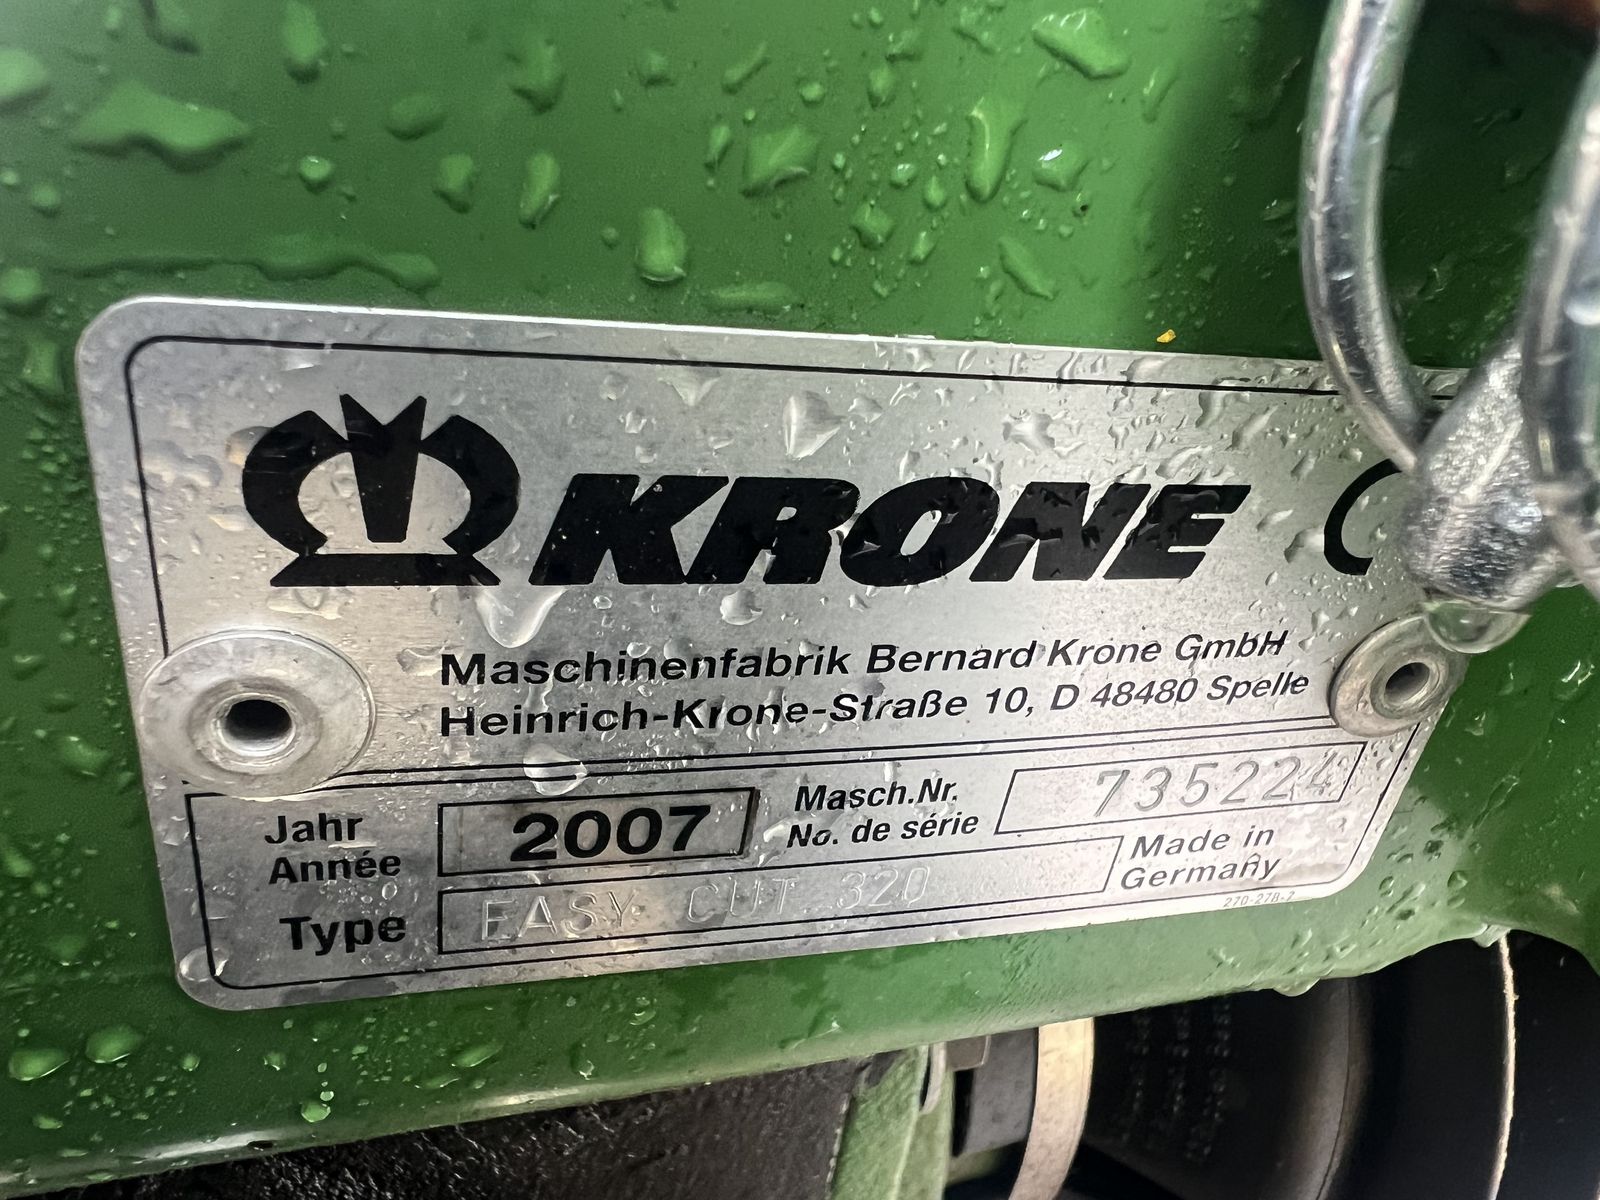 KRONE
Maschinenfabrik Bernard Krone GmbH
Heinrich-Krone-Straße 10, D 48480 Spelle
Jahr
Année
2007
Masch.Nr.
No. de série
735224
Type
EASY CUT 320
Made in
Germany
270-278-2